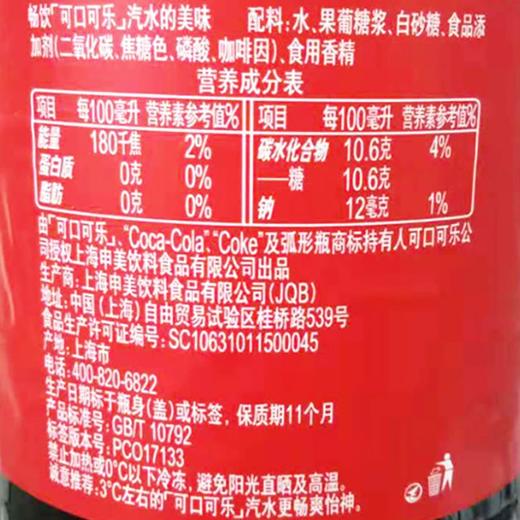 畅饮「可口可乐」汽水的美味
配料:水、果葡糖浆、白砂糖、食品添
加剂(二氧化碳、焦糖色、磷酸、咖啡因)、食用香精
营养成分表
项目 每100毫升 营养素参考值% 项目 每100毫升 营养素参考值%
能量 180千焦 2% 碳水化合物 10.6克 4%
蛋白质 0克 0% ——糖 10.6克
脂肪 0克 0% 钠 12毫克 1%
由「可口可乐」、“Coca-Cola”、“Coke”及弧形瓶商标持有人可口可乐公
司授权上海申美饮料食品有限公司出品
生产商:上海申美饮料食品有限公司(JQB)
地址:中国(上海)自由贸易试验区桂桥路539号
食品生产许可证编号:SC10631011500045
产地:上海市
电话:400-820-6822
生产日期标于瓶身(盖)或标签,保质期11个月
产品标准号:GB/T 10792
标签版本号:PCO17133
禁止加热或0℃以下冷冻,避免阳光直晒及高温。
诚意推荐:3℃左右的「可口可乐」汽水更畅爽怡神。